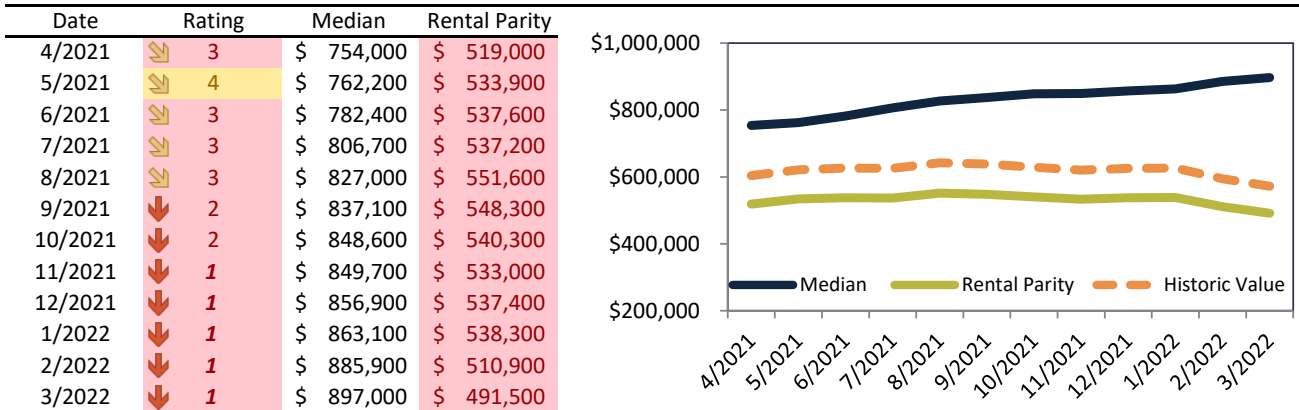 Date Rating Median Rental Parity
4/2021 3 $ 754,000 $ 519,000
5/2021 4 $ 762,200 $ 533,900
6/2021 3 $ 782,400 $ 537,600
7/2021 3 $ 806,700 $ 537,200
8/2021 3 $ 827,000 $ 551,600
9/2021 2 $ 837,100 $ 548,300
10/2021 2 $ 848,600 $ 540,300
11/2021 1 $ 849,700 $ 533,000
12/2021 1 $ 856,900 $ 537,400
1/2022 1 $ 863,100 $ 538,300
2/2022 1 $ 885,900 $ 510,900
3/2022 1 $ 897,000 $ 491,500
$1,000,000
$800,000
$600,000
$400,000
$200,000
Median Rental Parity Historic Value
4/2021 5/2021 6/2021 7/2021 8/2021 9/2021 10/2021 11/2021 12/2021 1/2022 2/2022 3/2022